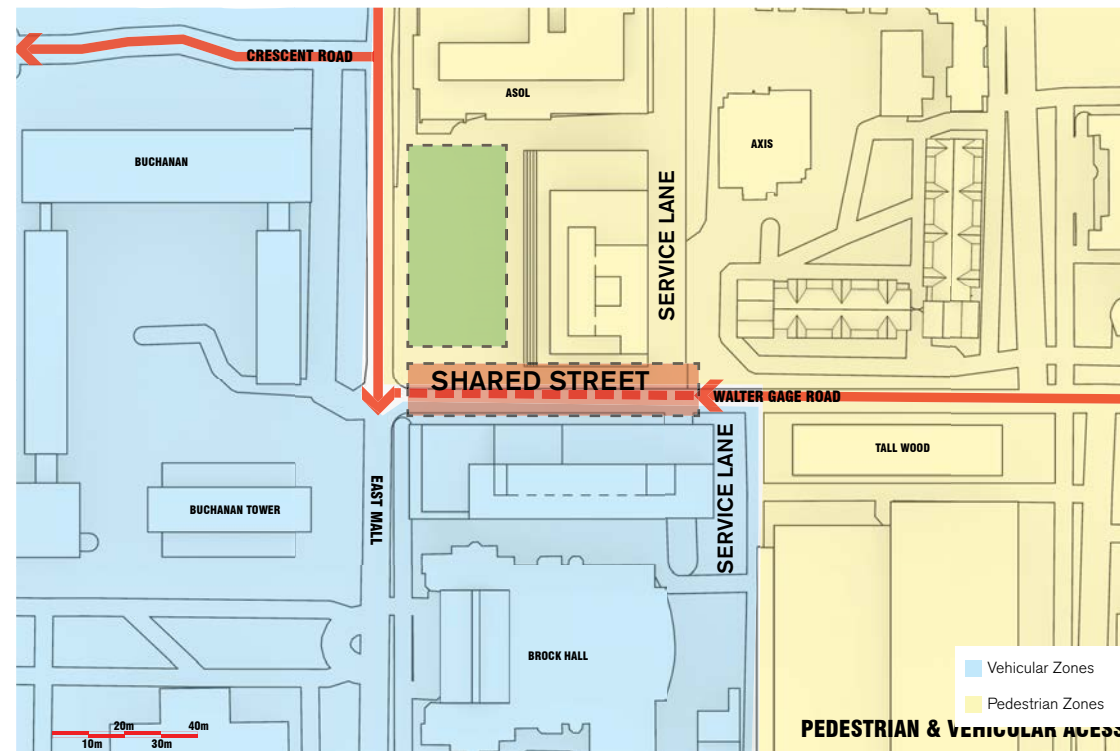 CRESCENT ROAD
ASOL
BUCHANAN
AXIS
SERVICE LANE
SHARED STREET
WALTER GAGE ROAD
TALL WOOD
EAST MALL
SERVICE LANE
BUCHANAN TOWER
BROCK HALL
Vehicular Zones
Pedestrian Zones
20m 40m
10m 30m
PEDESTRIAN & VEHICULAR ACESS